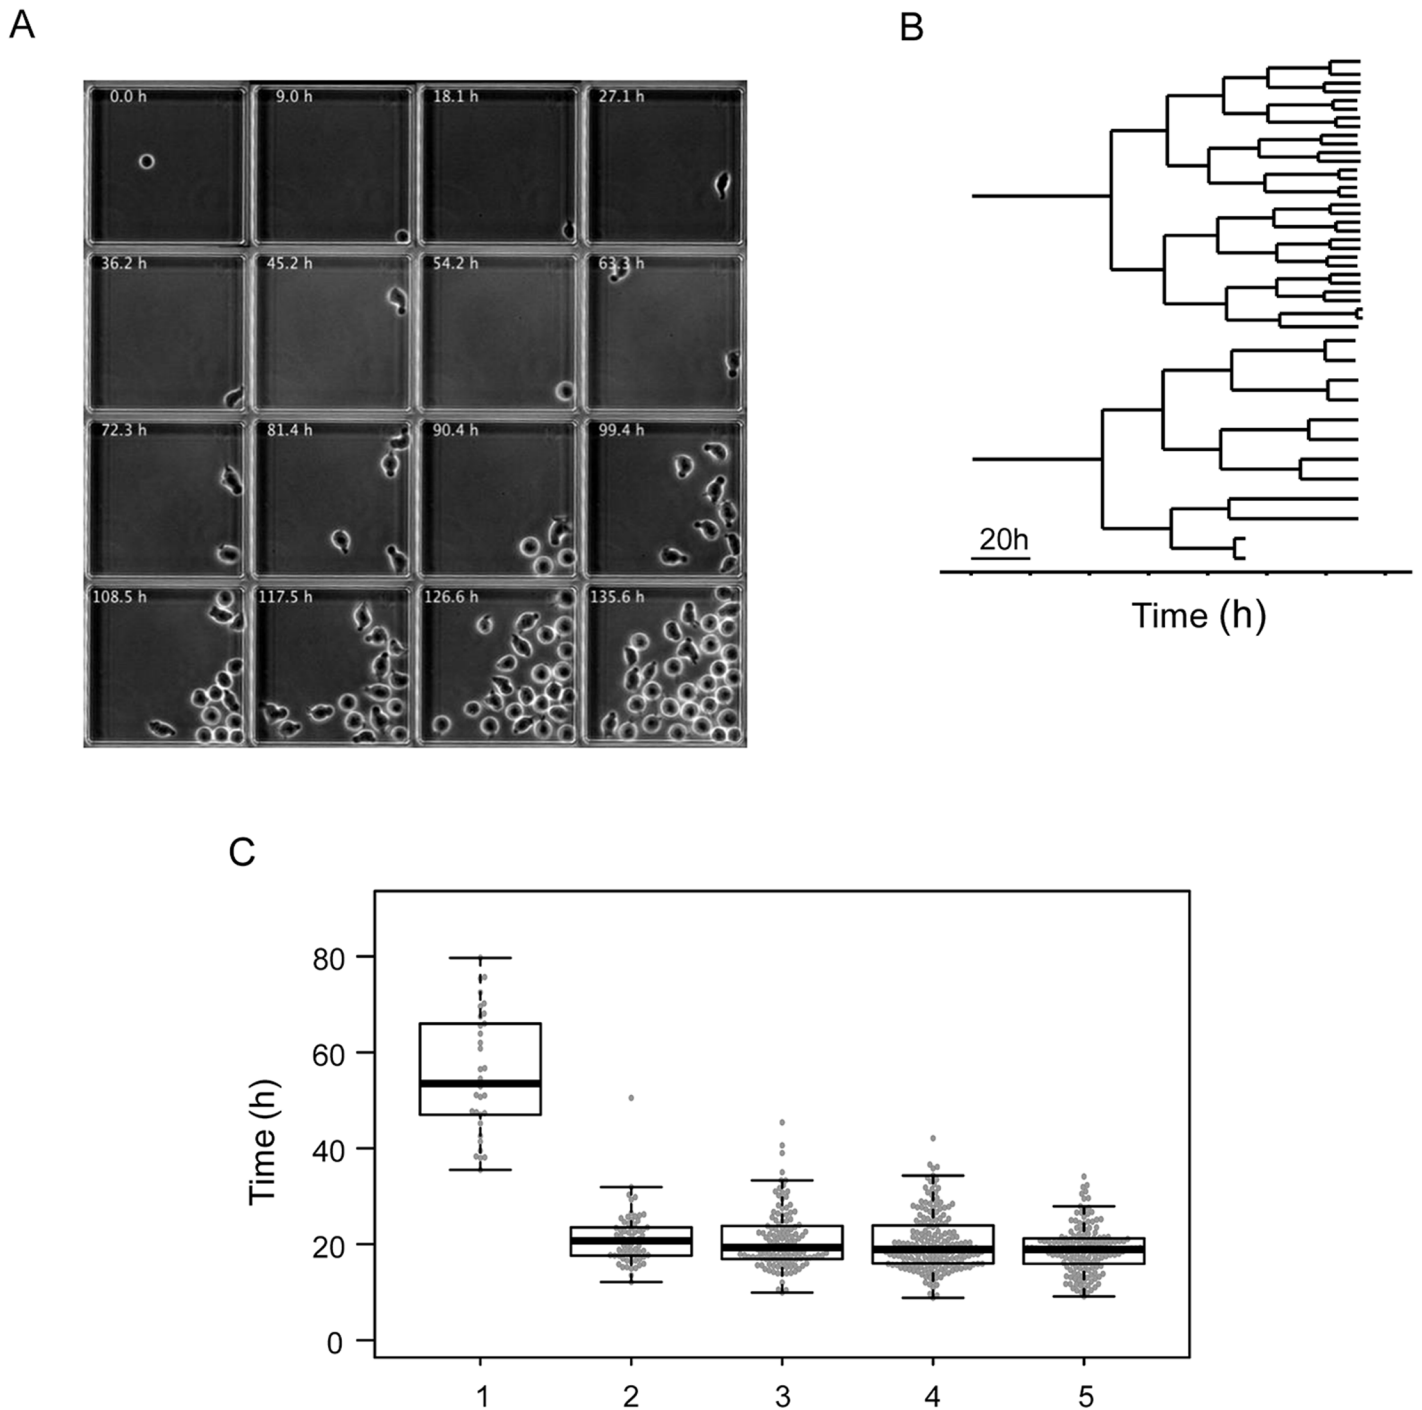 A
B
0.0 h 9.0 h 18.1 h 27.1 h
36.2 h 45.2 h 54.2 h 63.3 h
72.3 h 81.4 h 90.4 h 99.4 h
108.5 h 117.5 h 126.6 h 135.6 h
20h
Time (h)
C
Time (h)
80
60
40
20
0
1 2 3 4 5